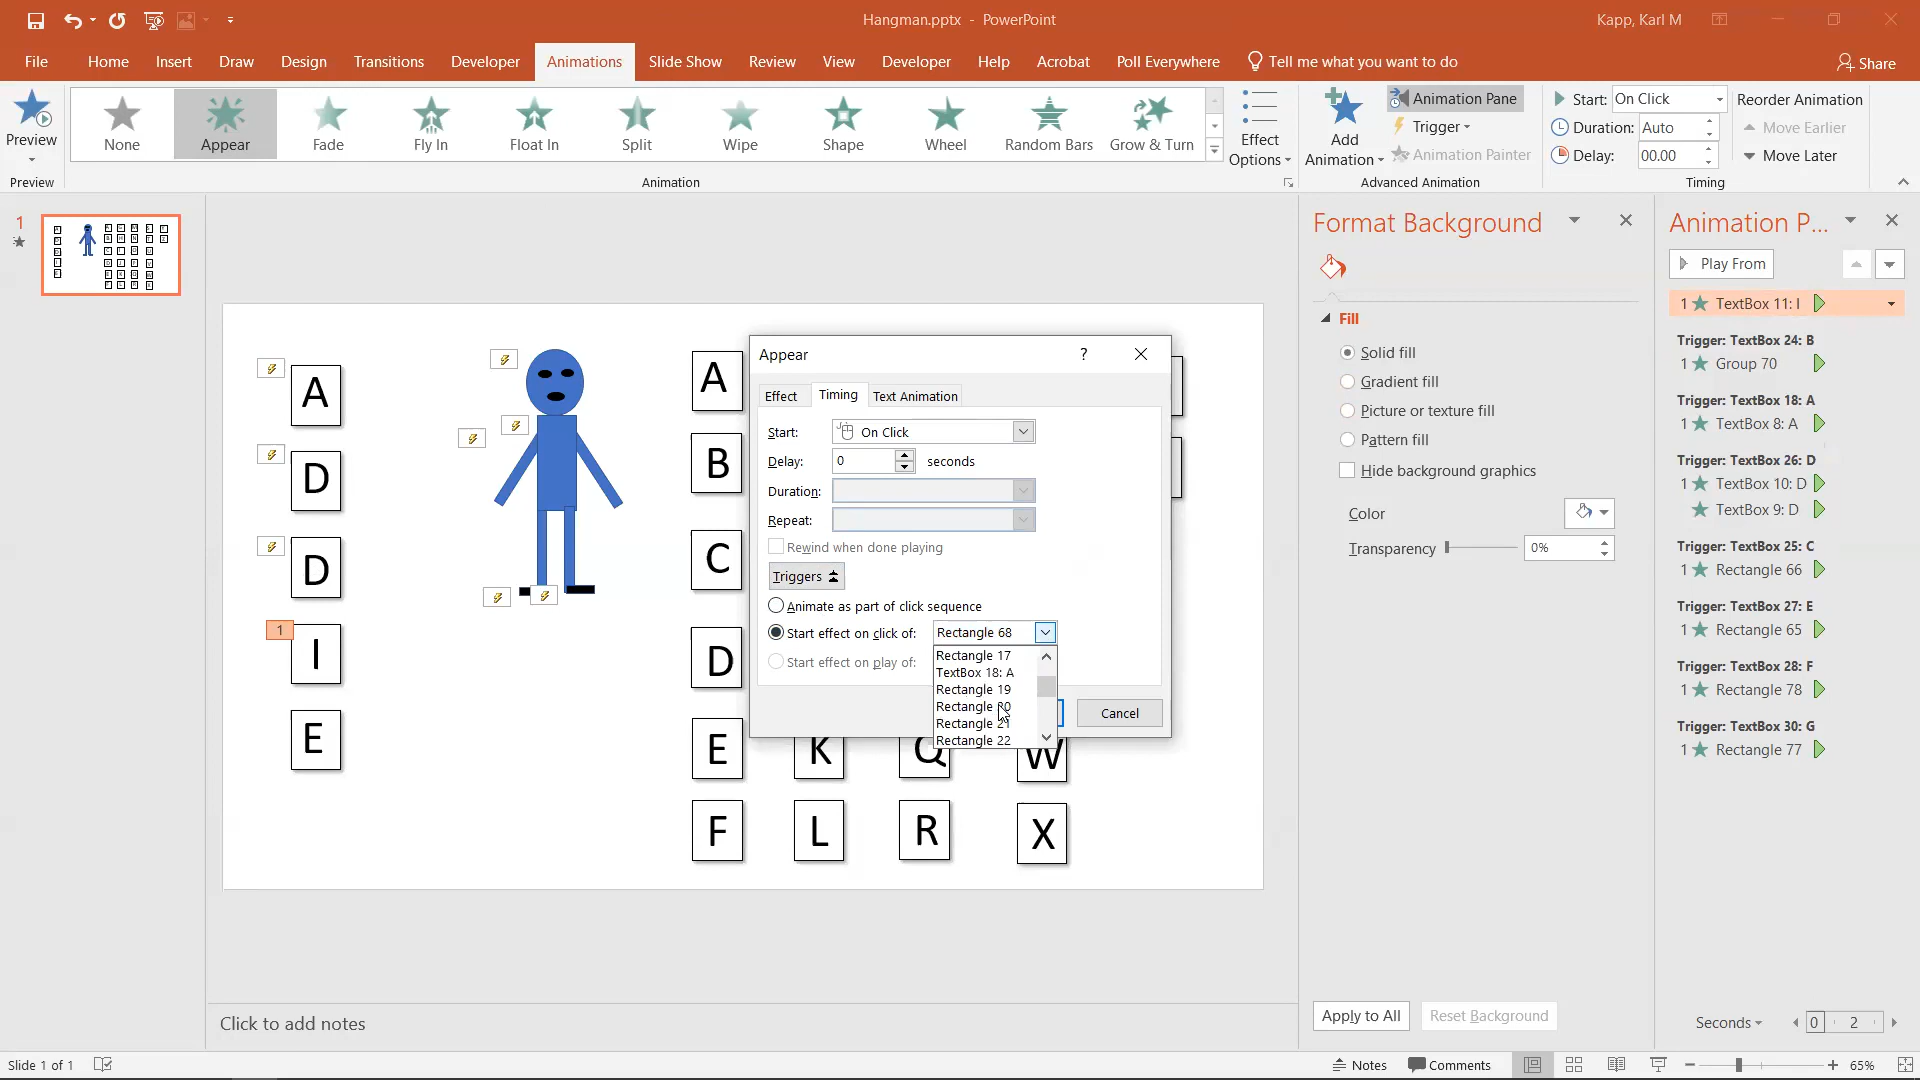 Hangman.pptx - PowerPoint
Kapp, Karl M
File Home Insert Draw Design Transitions Developer Animations Slide Show Review View Developer Help Acrobat Poll Everywhere Tell me what you want to do
Share
Preview
Preview
None Appear Fade Fly In Float In Split Wipe Shape Wheel Random Bars Grow & Turn
Animation
Effect
Options
Add
Animation
Animation Pane
Trigger
Animation Painter
Advanced Animation
Start: On Click
Duration: Auto
Delay: 00.00
Timing
Reorder Animation
Move Earlier
Move Later
1
A
D
D
1
I
E
A
B
C
D
E K Q W
F L R X
Appear
?
Effect Timing Text Animation
Start: On Click
Delay: 0 seconds
Duration:
Repeat:
Rewind when done playing
Triggers
Animate as part of click sequence
Start effect on click of: Rectangle 68
Start effect on play of:
Rectangle 17
TextBox 18: A
Rectangle 19
Rectangle 20
Rectangle 21
Rectangle 22
Cancel
Format Background
Fill
Solid fill
Gradient fill
Picture or texture fill
Pattern fill
Hide background graphics
Color
Transparency 0%
Apply to All
Reset Background
Animation P...
Play From
1 TextBox 11: I
Trigger: TextBox 24: B
1 Group 70
Trigger: TextBox 18: A
1 TextBox 8: A
Trigger: TextBox 26: D
1 TextBox 10: D
TextBox 9: D
Trigger: TextBox 25: C
1 Rectangle 66
Trigger: TextBox 27: E
1 Rectangle 65
Trigger: TextBox 28: F
1 Rectangle 78
Trigger: TextBox 30: G
1 Rectangle 77
Seconds 0 2
Click to add notes
Slide 1 of 1
Notes
Comments
65%